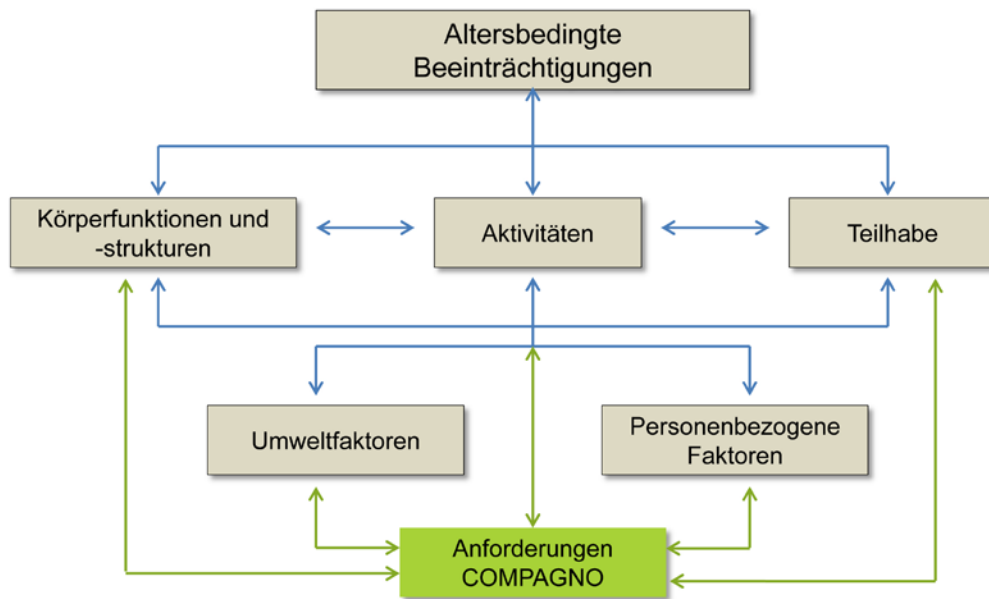 Altersbedingte
Beeinträchtigungen
Körperfunktionen und
-strukturen
Aktivitäten
Teilhabe
Umweltfaktoren
Personenbezogene
Faktoren
Anforderungen
COMPAGNO